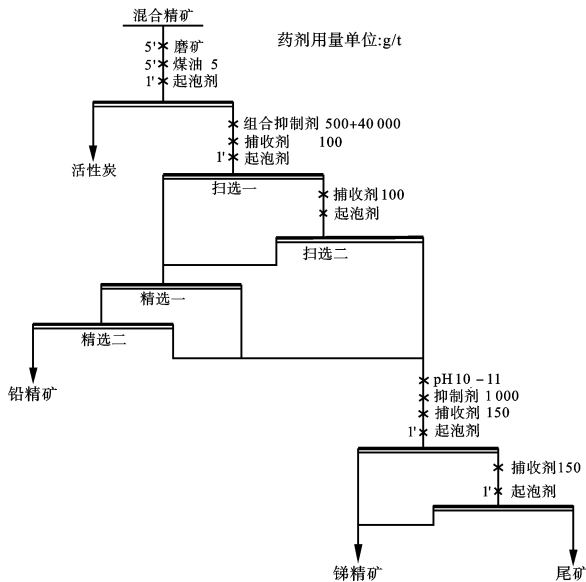 混合精矿
药剂用量单位:g/t
5' 磨矿
5' 煤油 5
1' 起泡剂
活性炭
组合抑制剂 500+40 000
捕收剂 100
1' 起泡剂
扫选一
捕收剂100
起泡剂
扫选二
精选一
精选二
铅精矿
pH10-11
抑制剂 1 000
捕收剂 150
1' 起泡剂
捕收剂150
1' 起泡剂
锑精矿
尾矿